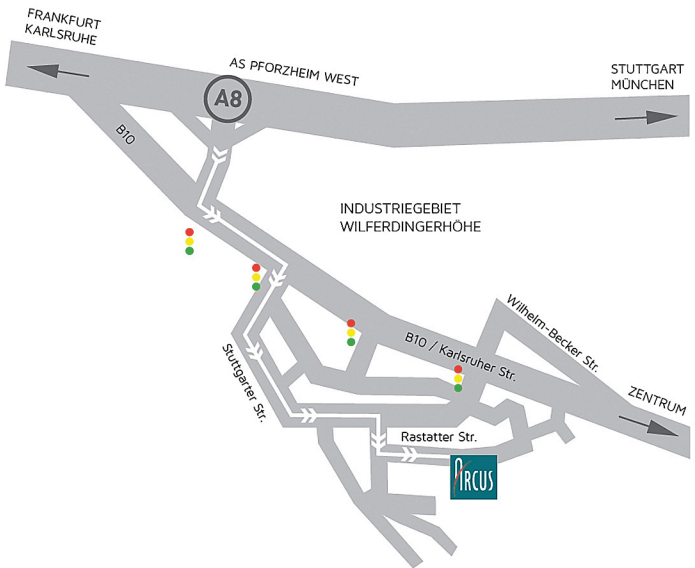 FRANKFURT
KARLSRUHE
AS PFORZHEIM WEST
STUTTGART
MÜNCHEN
A8
B10
INDUSTRIEGEBIET
WILFERDINGERHÖHE
Wilhelm-Becker Str.
B10 / Karlsruher Str.
Stuttgarter Str.
ZENTRUM
Rastatter Str.
ARCUS